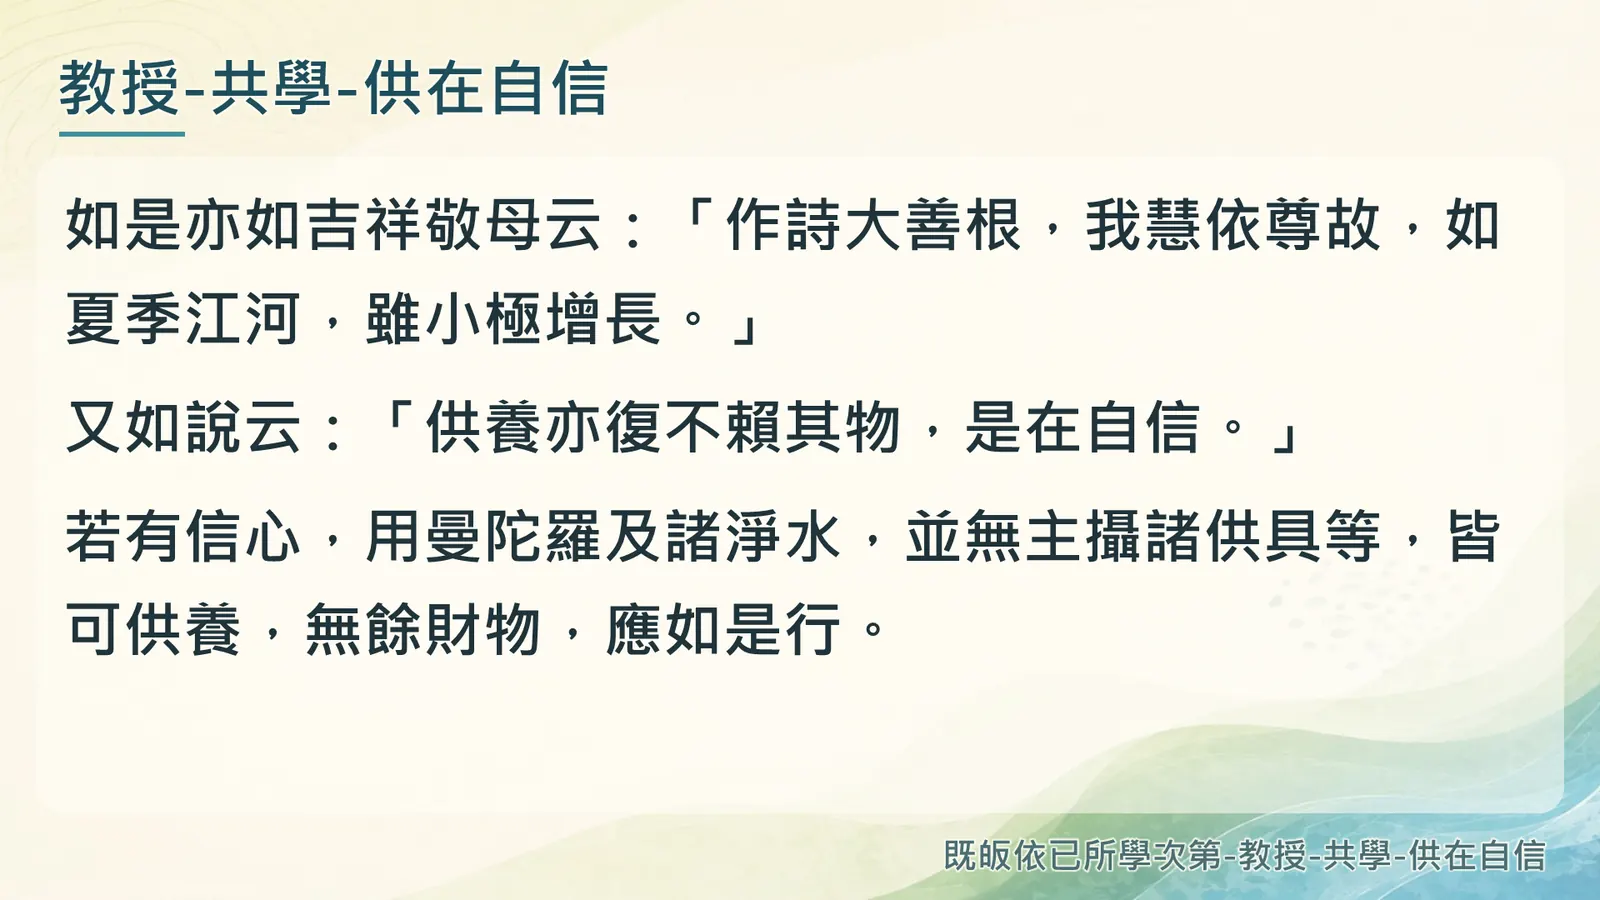 教授-共學-供在自信
如是亦如吉祥敬母云：「作詩大善根，我慧依尊故，如
夏季江河，雖小極增長。」
又如說云：「供養亦復不賴其物，是在自信。」
若有信心，用曼陀羅及諸淨水，並無主攝諸供具等，皆
可供養，無餘財物，應如是行。
既皈依已所學次第-教授-共學-供在自信